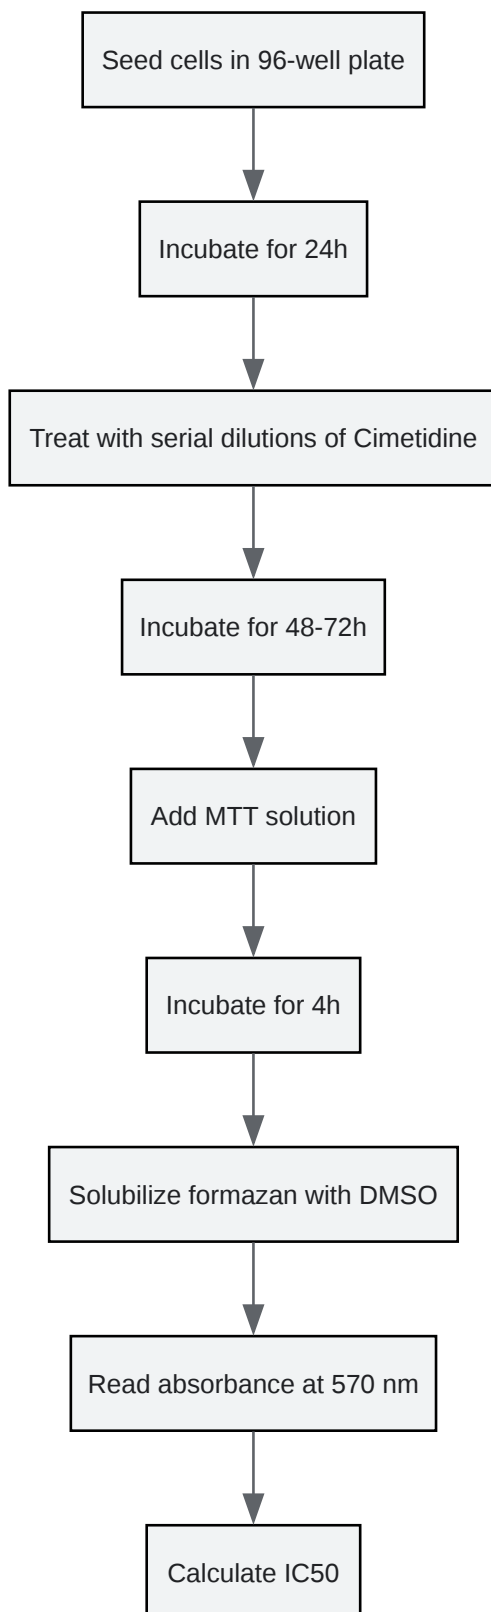 Seed cells in 96-well plate
Incubate for 24h
Treat with serial dilutions of Cimetidine
Incubate for 48-72h
Add MTT solution
Incubate for 4h
Solubilize formazan with DMSO
Read absorbance at 570 nm
Calculate IC50